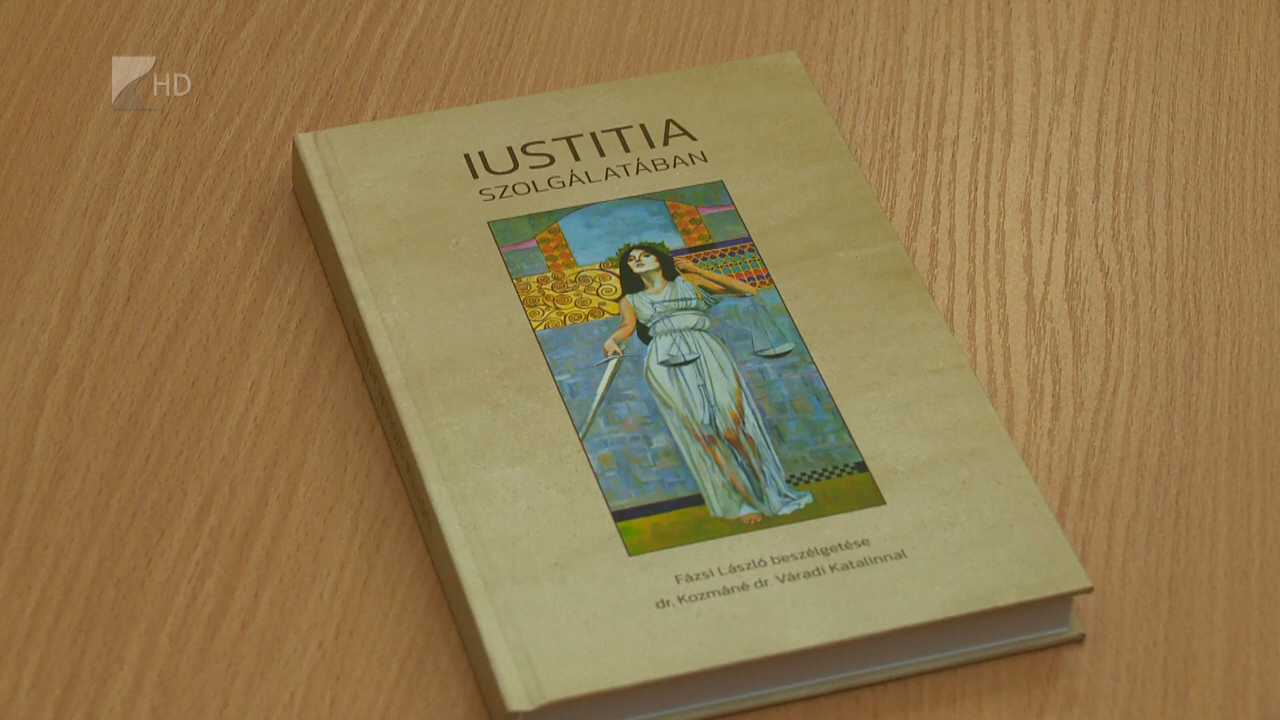 HD
IUSTITIA
SZOLGÁLATÁBAN
Fázsi László beszélgetése
dr. Kozmáné dr. Váradi Katalinnal